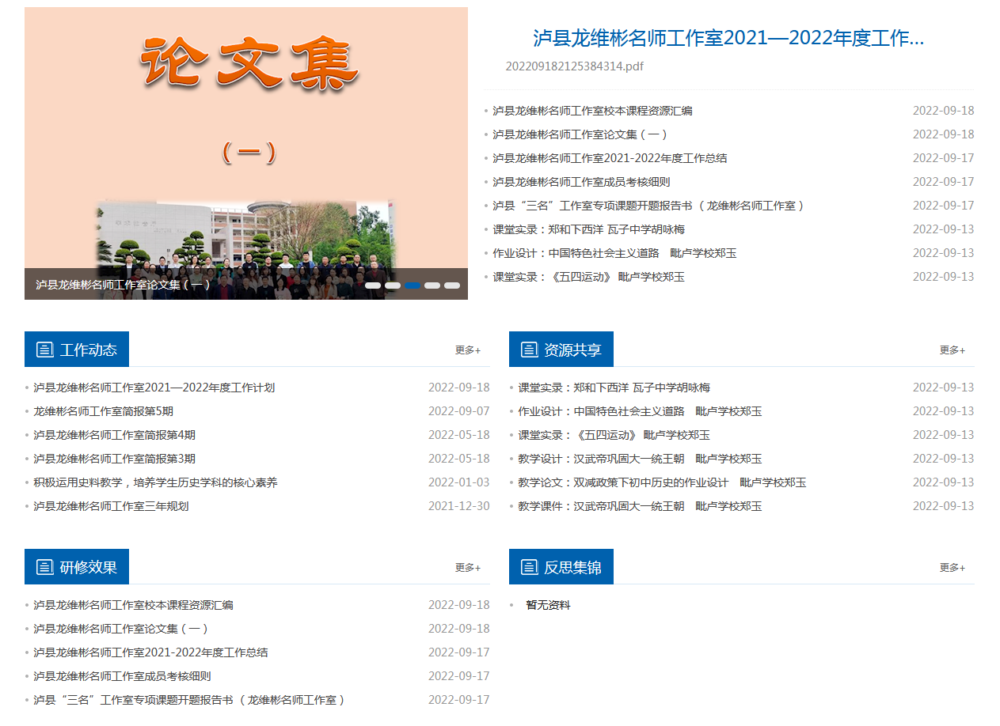 论文集
（一）
泸县龙维彬名师工作室论文集（一）
泸县龙维彬名师工作室2021—2022年度工作...
202209182125384314.pdf
泸县龙维彬名师工作室校本课程资源汇编 2022-09-18
泸县龙维彬名师工作室论文集（一） 2022-09-18
泸县龙维彬名师工作室2021-2022年度工作总结 2022-09-17
泸县龙维彬名师工作室成员考核细则 2022-09-17
泸县“三名”工作室专项课题开题报告书 （龙维彬名师工作室） 2022-09-17
课堂实录：郑和下西洋 瓦子中学胡咏梅 2022-09-13
作业设计：中国特色社会主义道路　毗卢学校郑玉 2022-09-13
课堂实录：《五四运动》 毗卢学校郑玉 2022-09-13
工作动态 更多+
泸县龙维彬名师工作室2021—2022年度工作计划 2022-09-18
龙维彬名师工作室简报第5期 2022-09-07
泸县龙维彬名师工作室简报第4期 2022-05-18
泸县龙维彬名师工作室简报第3期 2022-05-18
积极运用史料教学，培养学生历史学科的核心素养 2022-01-03
泸县龙维彬名师工作室三年规划 2021-12-30
资源共享 更多+
课堂实录：郑和下西洋 瓦子中学胡咏梅 2022-09-13
作业设计：中国特色社会主义道路　毗卢学校郑玉 2022-09-13
课堂实录：《五四运动》 毗卢学校郑玉 2022-09-13
教学设计：汉武帝巩固大一统王朝　毗卢学校郑玉 2022-09-13
教学论文：双减政策下初中历史的作业设计　毗卢学校郑玉 2022-09-13
教学课件：汉武帝巩固大一统王朝　毗卢学校郑玉 2022-09-13
研修效果 更多+
泸县龙维彬名师工作室校本课程资源汇编 2022-09-18
泸县龙维彬名师工作室论文集（一） 2022-09-18
泸县龙维彬名师工作室2021-2022年度工作总结 2022-09-17
泸县龙维彬名师工作室成员考核细则 2022-09-17
泸县“三名”工作室专项课题开题报告书 （龙维彬名师工作室） 2022-09-17
反思集锦 更多+
暂无资料